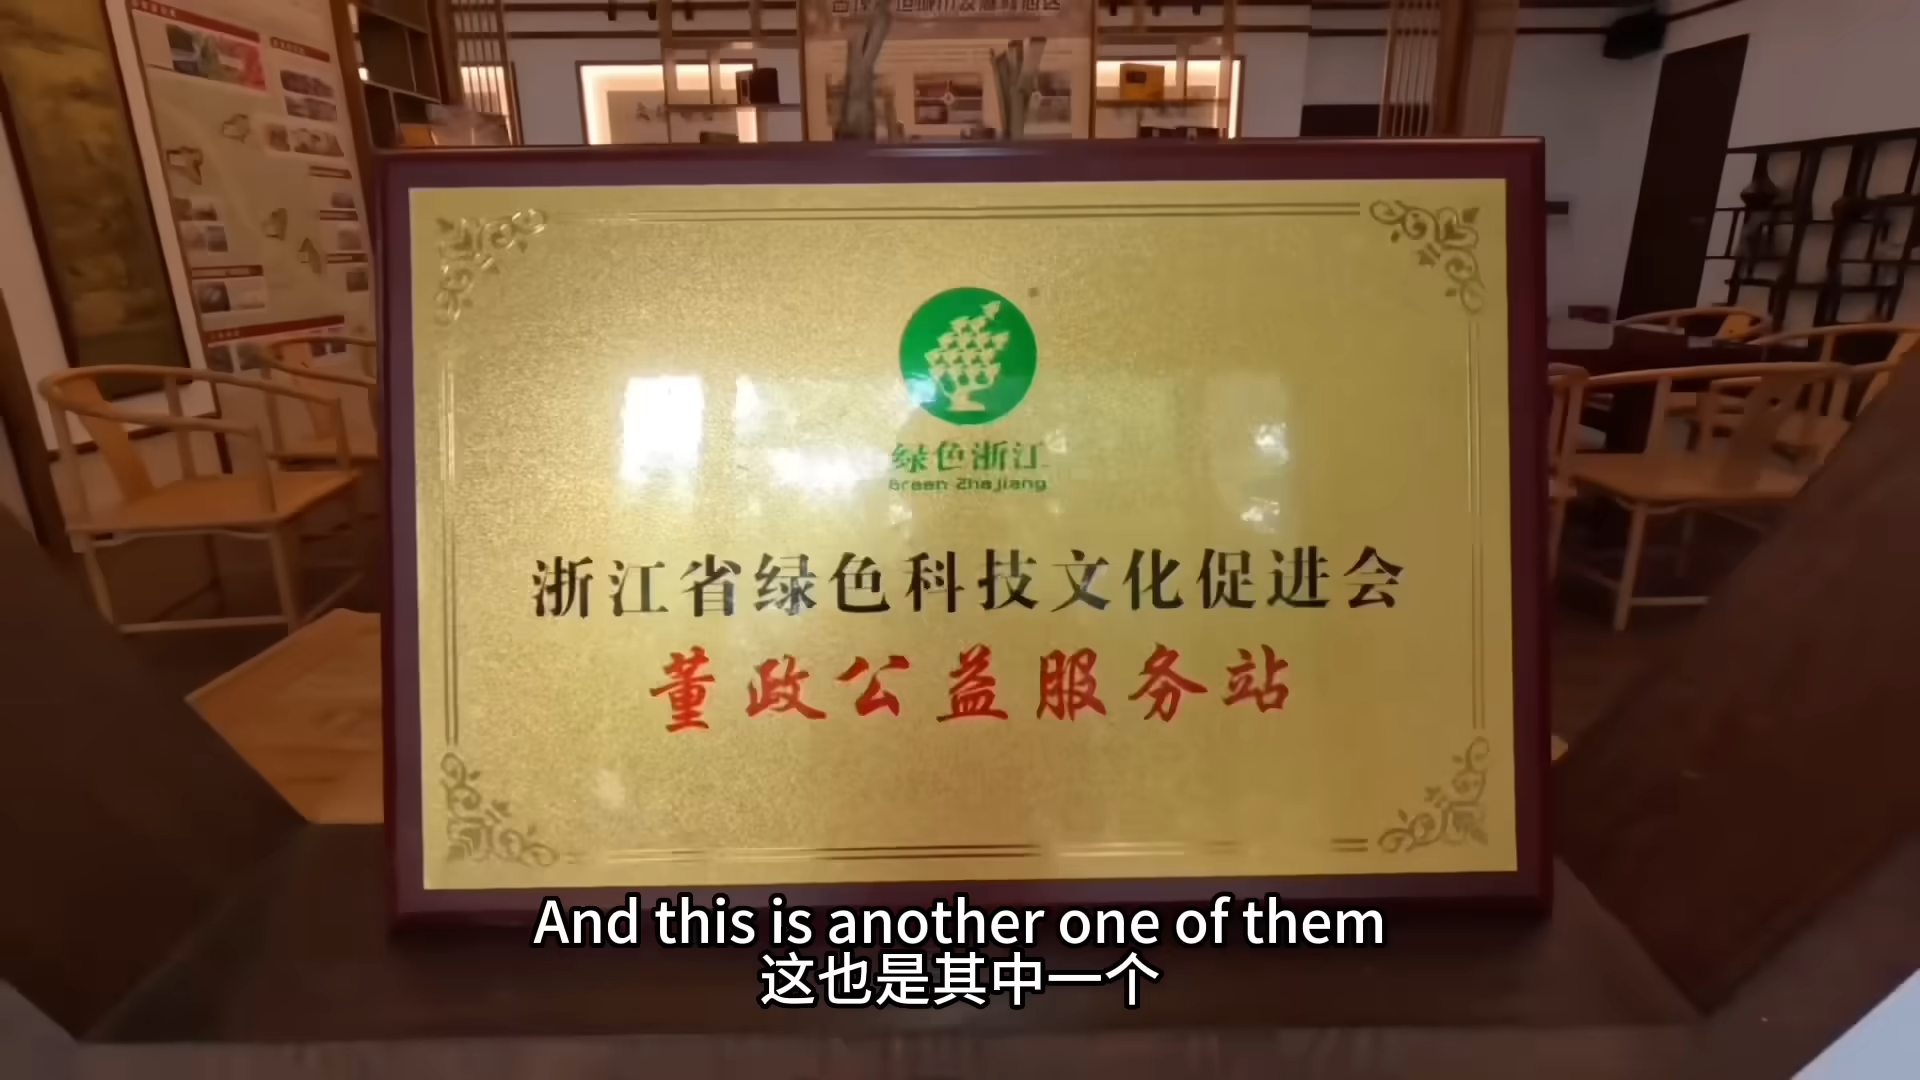 绿色浙江
Green Zhejiang
浙江省绿色科技文化促进会
董政公益服务站
And this is another one of them
这也是其中一个